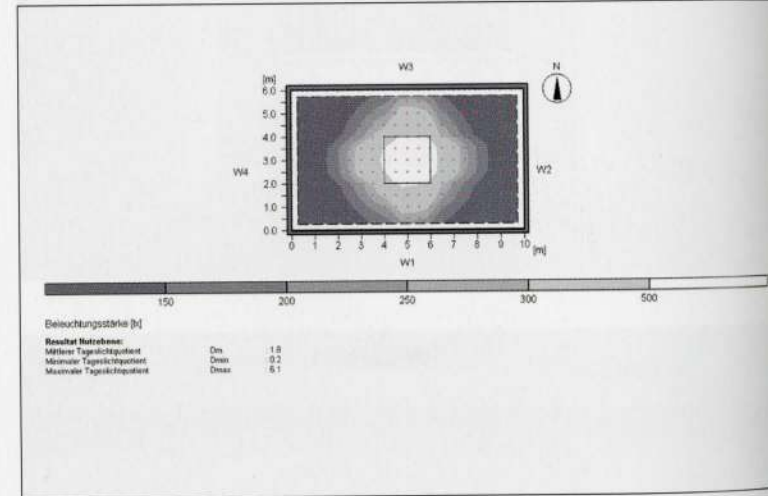 W3
N
[m]
6.0
5.0
4.0
3.0
2.0
1.0
0.0
W4
W2
0 1 2 3 4 5 6 7 8 9 10 [m]
W1
150 200 250 300 500
Beleuchtungsstärke [lx]
Resultat Nutzebene:
Mittlerer Tageslichtquotient Dm : 1.8
Minimaler Tageslichtquotient Dmin : 0.2
Maximaler Tageslichtquotient Dmax : 6.1